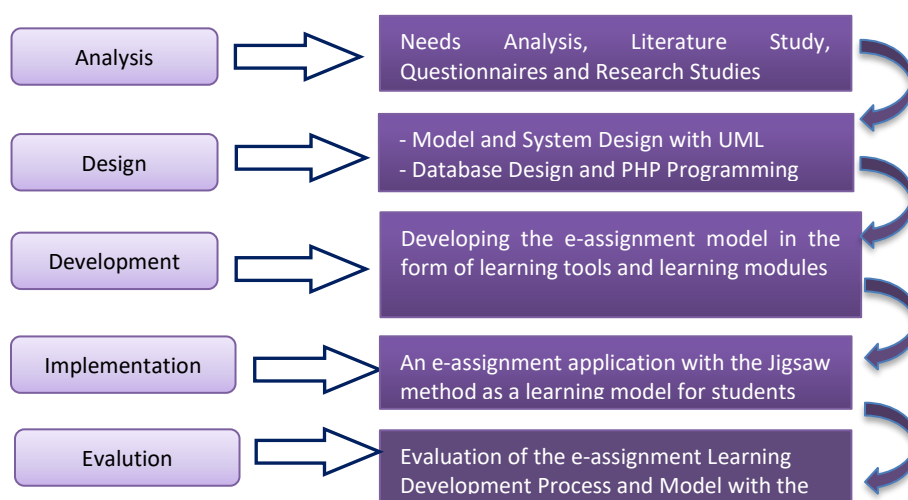 Analysis
Needs Analysis, Literature Study,
Questionnaires and Research Studies
Design
- Model and System Design with UML
- Database Design and PHP Programming
Development
Developing the e-assignment model in the
form of learning tools and learning modules
Implementation
An e-assignment application with the Jigsaw
method as a learning model for students
Evalution
Evaluation of the e-assignment Learning
Development Process and Model with the